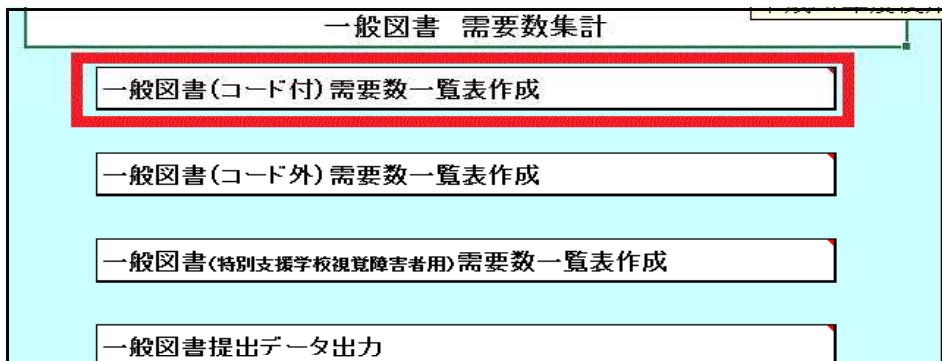 一般図書　需要数集計
一般図書(コード付)需要数一覧表作成
一般図書(コード外)需要数一覧表作成
一般図書(特別支援学校視覚障害者用)需要数一覧表作成
一般図書提出データ出力